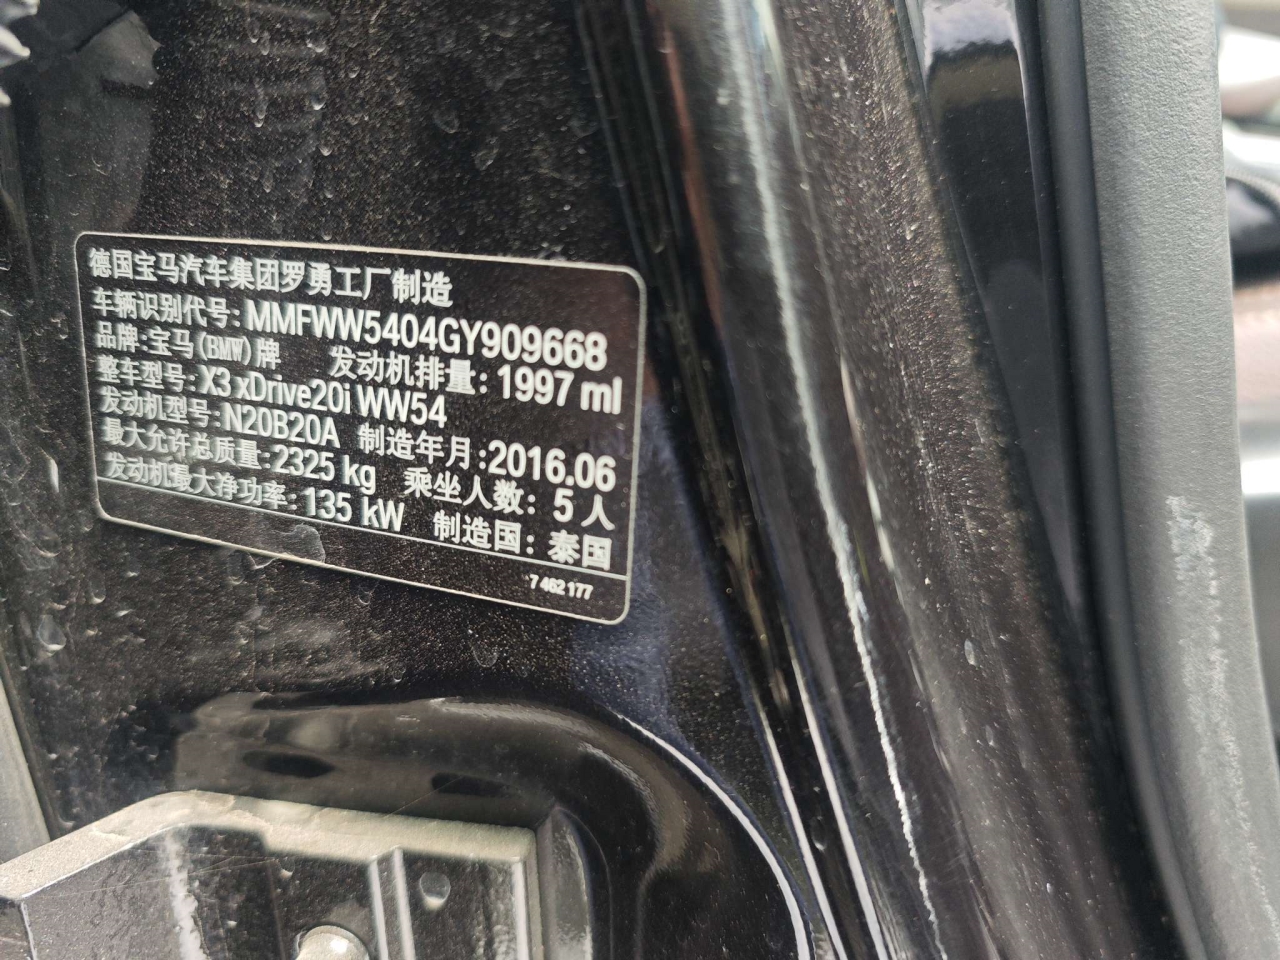 德国宝马汽车集团罗勇工厂制造
车辆识别代号:MMFWW5404GY909668
品牌:宝马(BMW)牌 发动机排量: 1997 ml
整车型号:X3 xDrive20i WW54
发动机型号:N20B20A 制造年月:2016.06
最大允许总质量:2325 kg 乘坐人数: 5 人
发动机最大净功率: 135 kW 制造国: 泰国
7 462 177